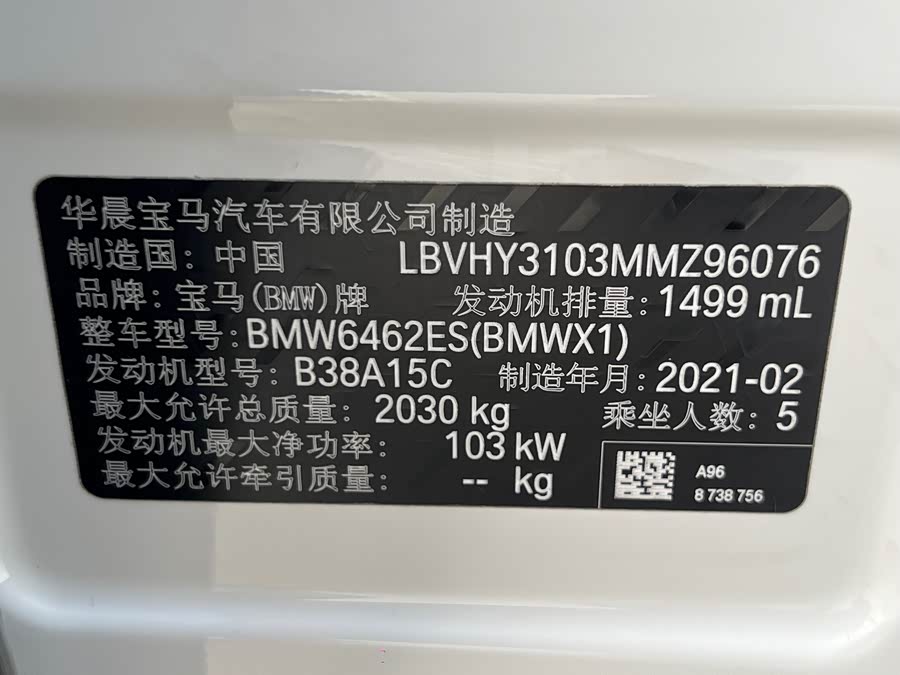 华晨宝马汽车有限公司制造
制造国：中国 LBVHY3103MMZ96076
品牌：宝马(BMW)牌 发动机排量:1499 mL
整车型号:BMW6462ES(BMWX1)
发动机型号：B38A15C 制造年月:2021-02
最大允许总质量：2030 kg 乘坐人数：5
发动机最大净功率： 103 kW
最大允许牵引质量： -- kg
A96
8 738 756